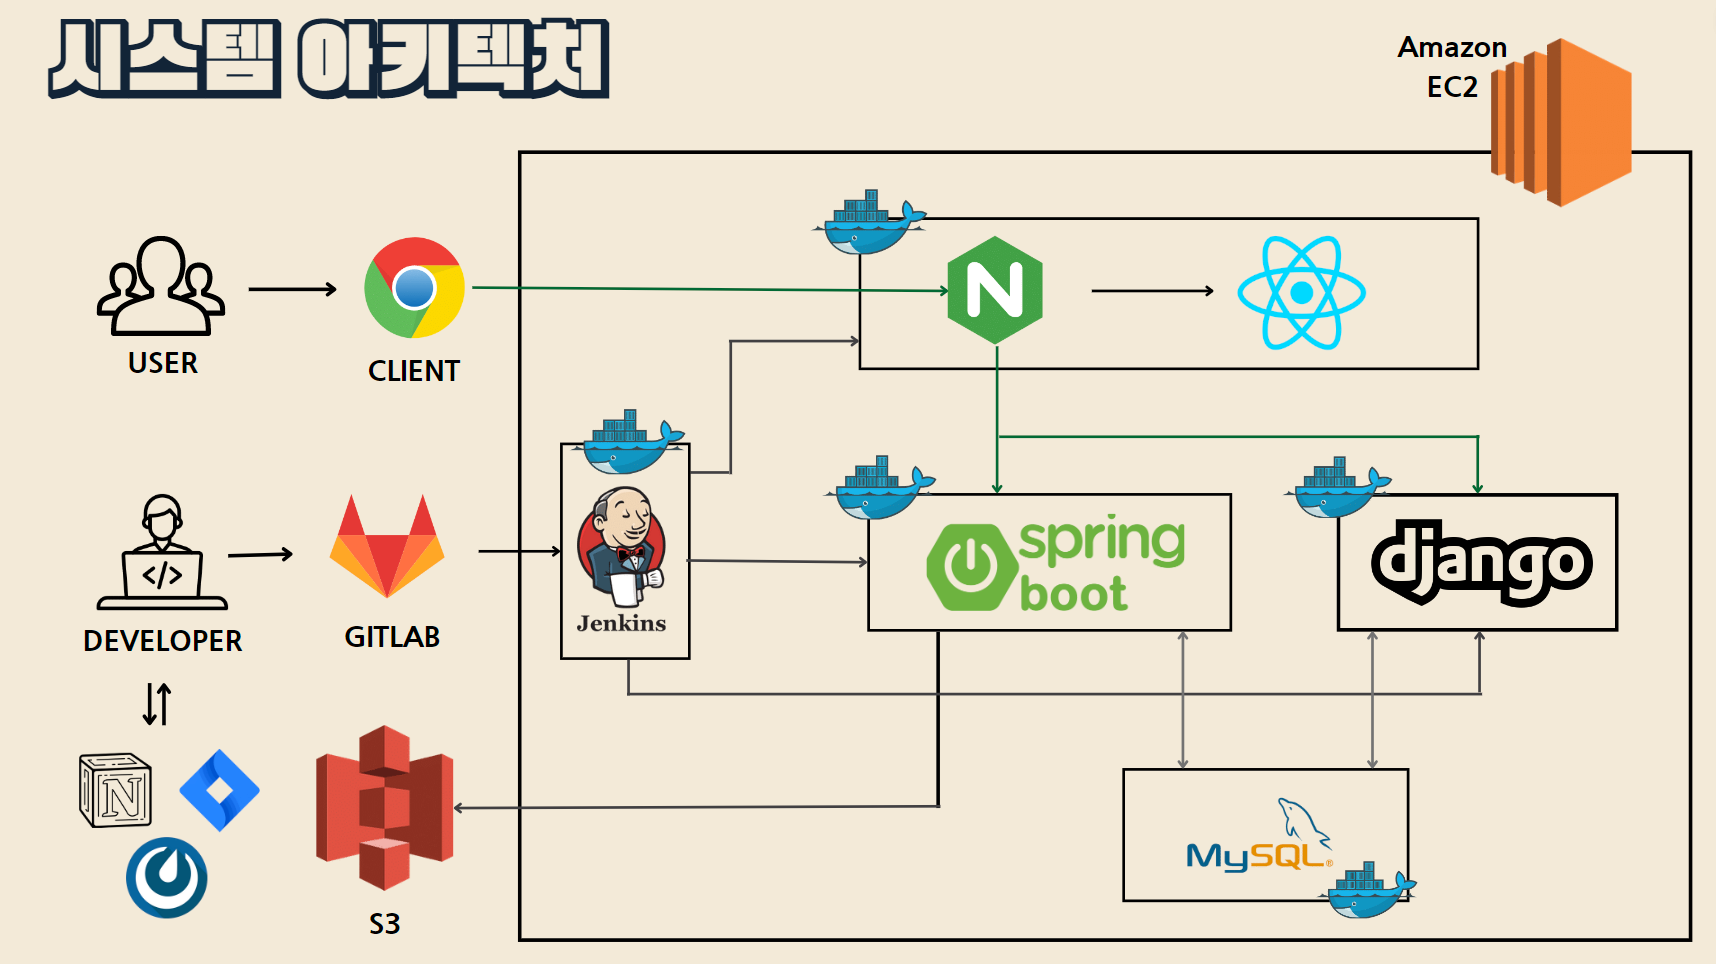 시스템 아키텍처
Amazon
EC2
USER
CLIENT
N
DEVELOPER
</>
GITLAB
Jenkins
spring
boot
django
N
S3
MySQL®